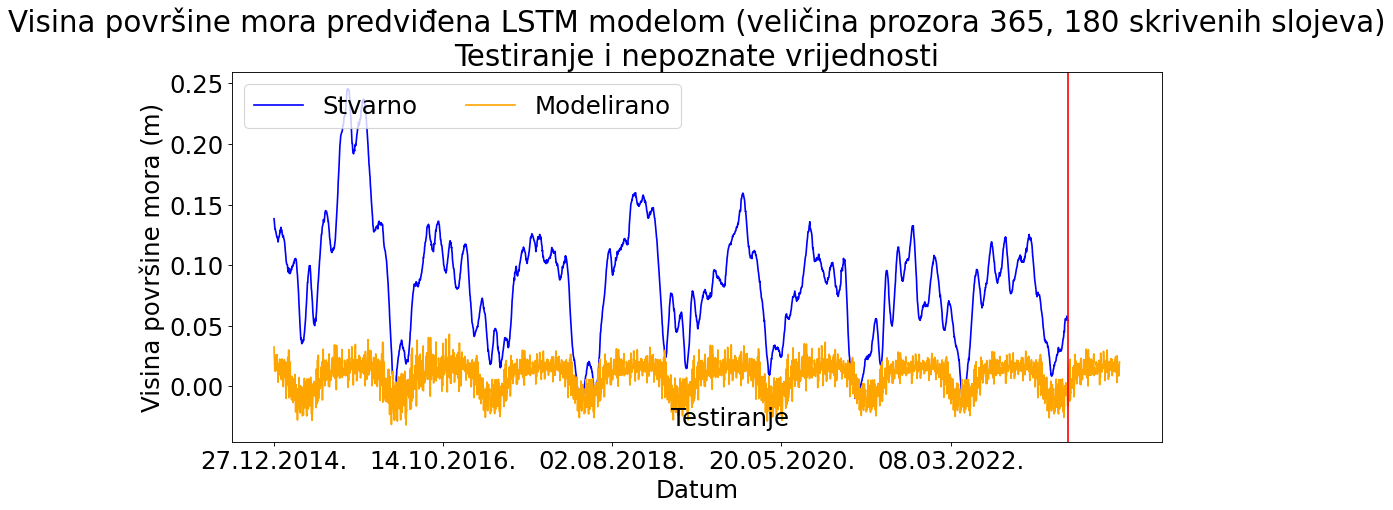 Visina površine mora predviđena LSTM modelom (veličina prozora 365, 180 skrivenih slojeva)
Testiranje i nepoznate vrijednosti
Stvarno
Modelirano
Visina površine mora (m)
0.25
0.20
0.15
0.10
0.05
0.00
Testiranje
27.12.2014.
14.10.2016.
02.08.2018.
20.05.2020.
08.03.2022.
Datum